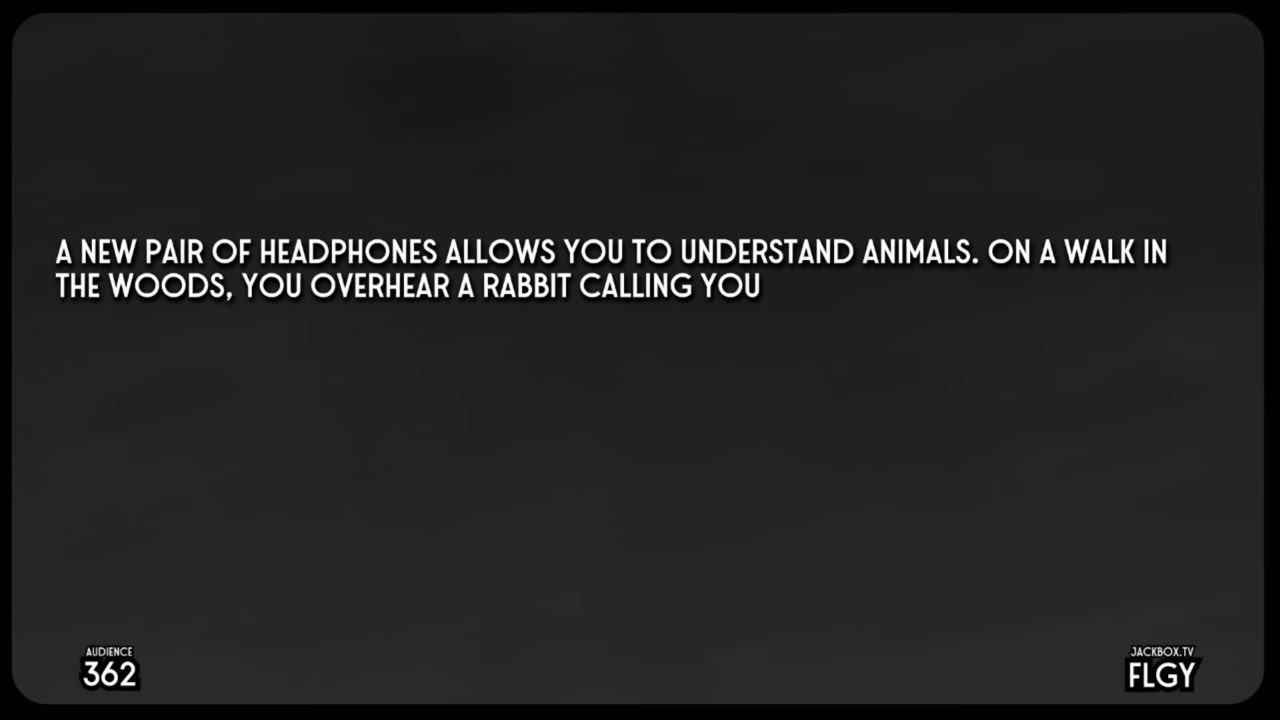 A NEW PAIR OF HEADPHONES ALLOWS YOU TO UNDERSTAND ANIMALS. ON A WALK IN
THE WOODS, YOU OVERHEAR A RABBIT CALLING YOU
AUDIENCE
362
JACKBOX.TV
FLGY